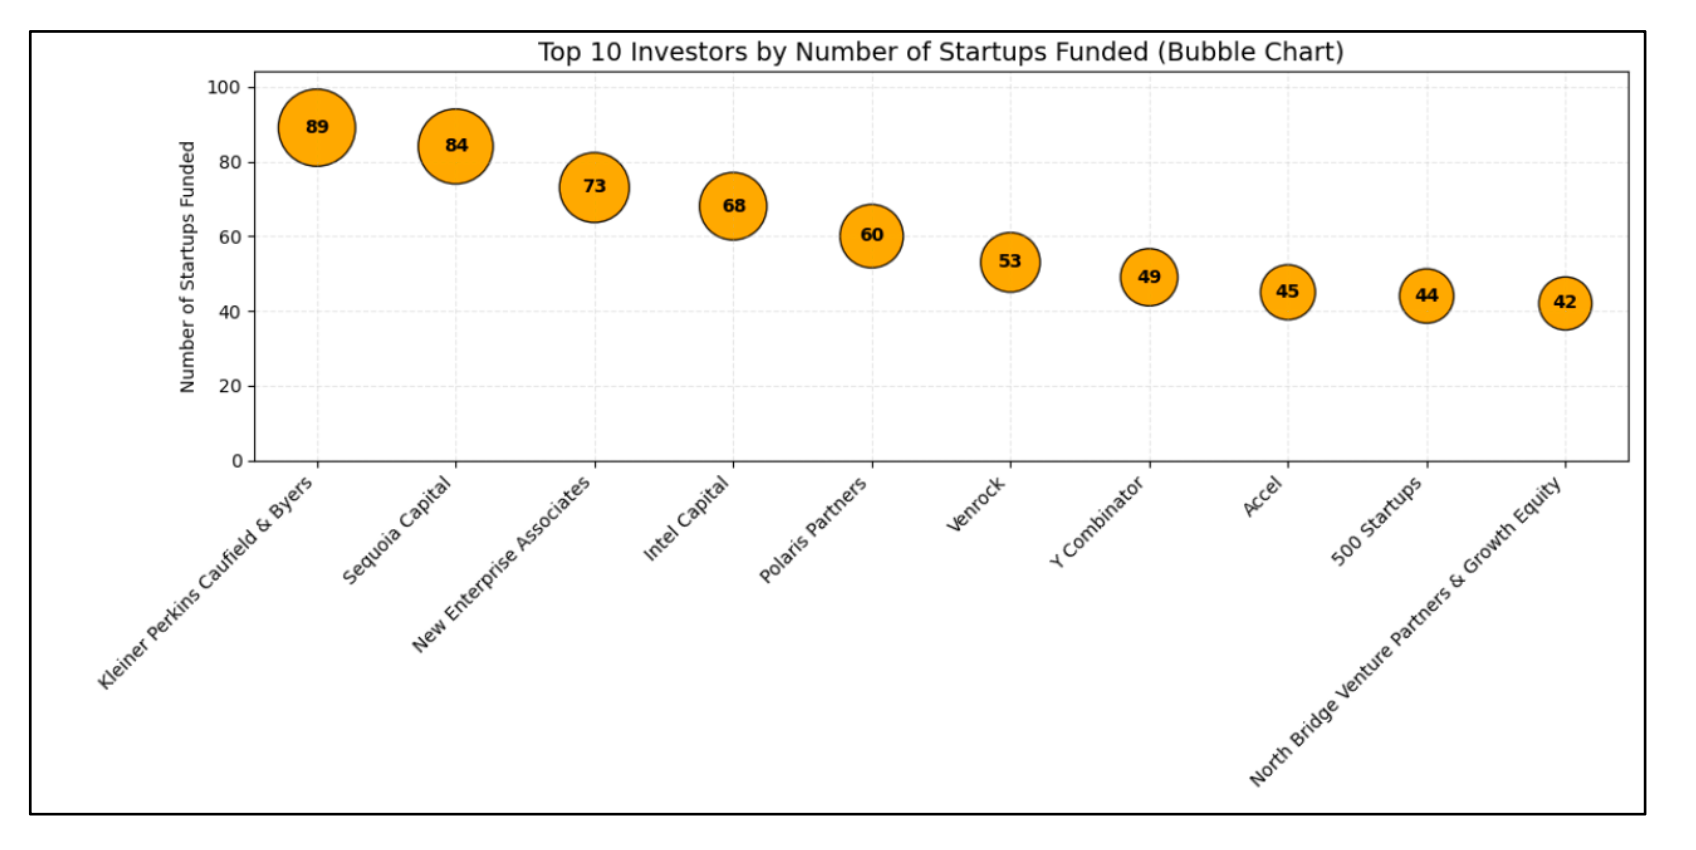 Top 10 Investors by Number of Startups Funded (Bubble Chart)
Number of Startups Funded
100
80
60
40
20
0
89
84
73
68
60
53
49
45
44
42
Kleiner Perkins Caufield & Byers
Sequoia Capital
New Enterprise Associates
Intel Capital
Polaris Partners
Venrock
Y Combinator
Accel
500 Startups
North Bridge Venture Partners & Growth Equity